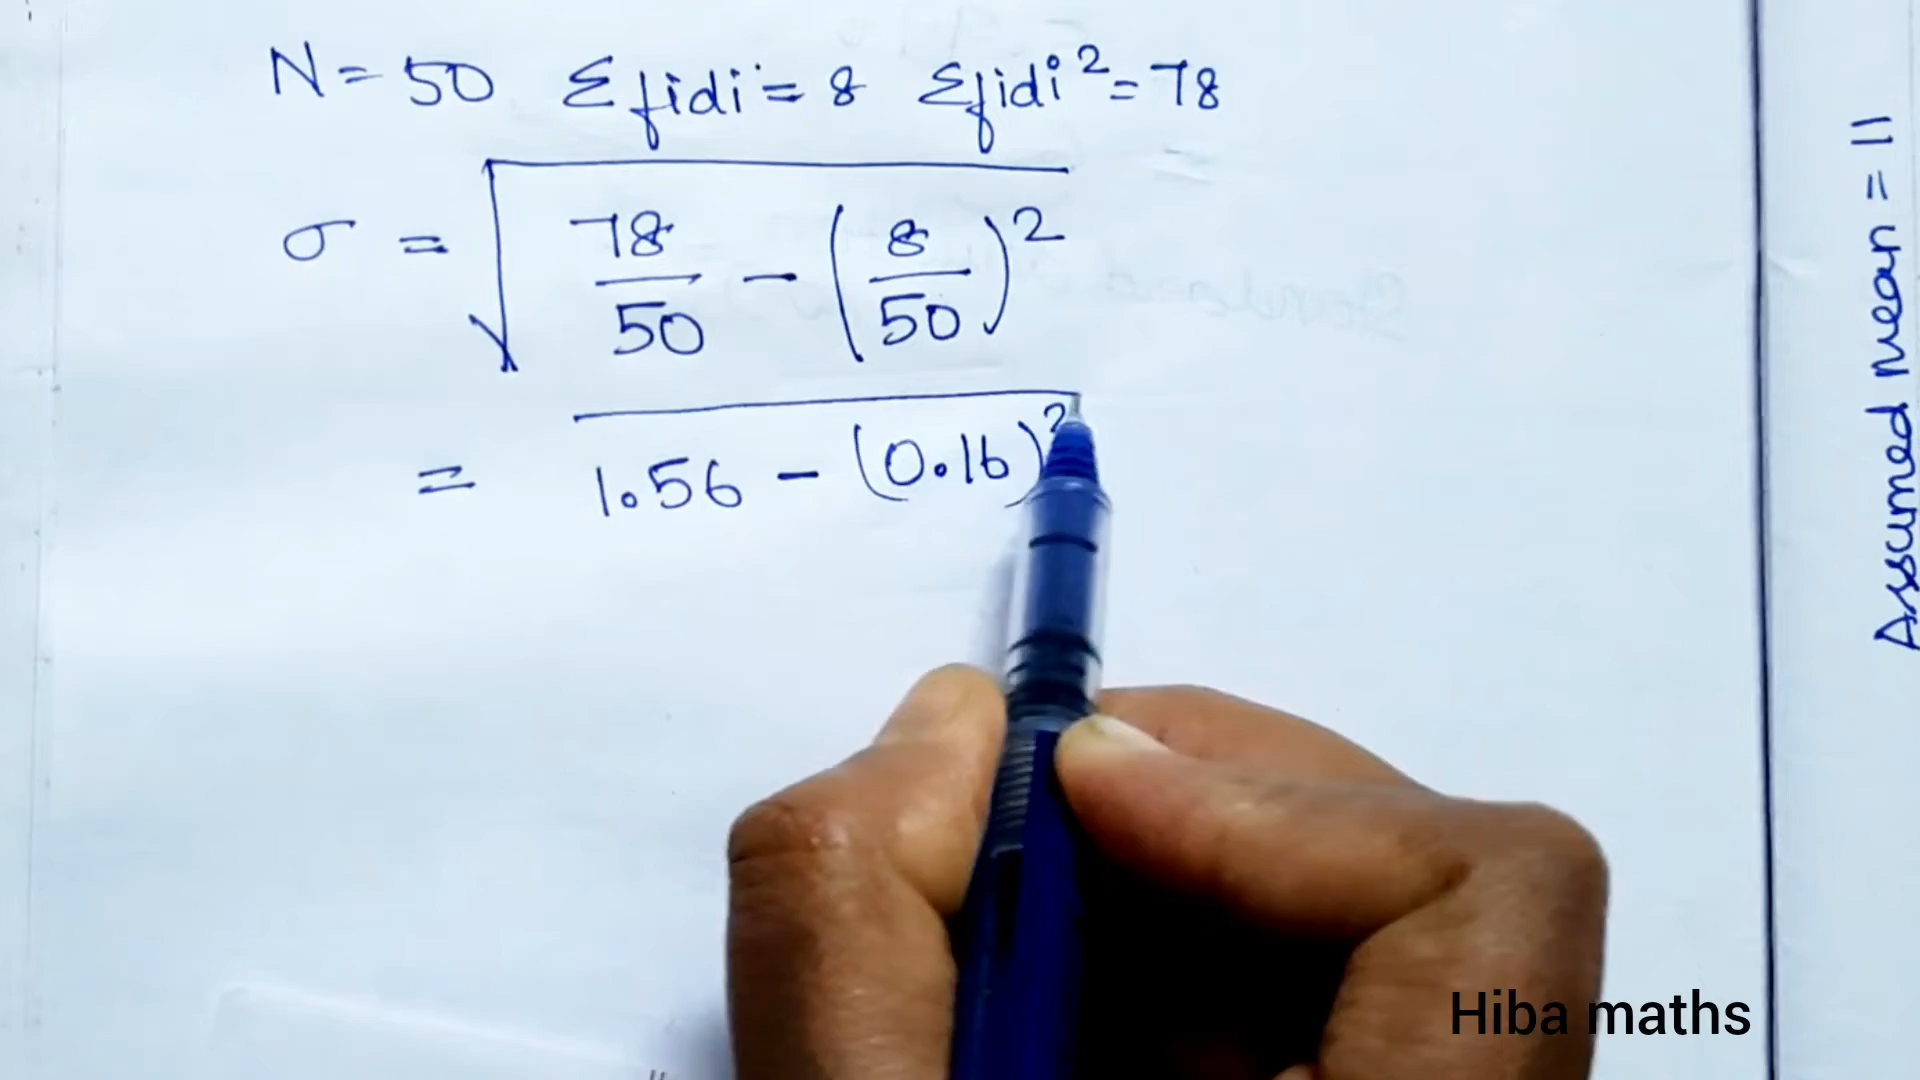 N = 50 Σfidi = 8 Σfidi² = 78
σ = √(78/50 - (8/50)²)
= 1.56 - (0.16)²
Assumed mean = 11
Hiba maths